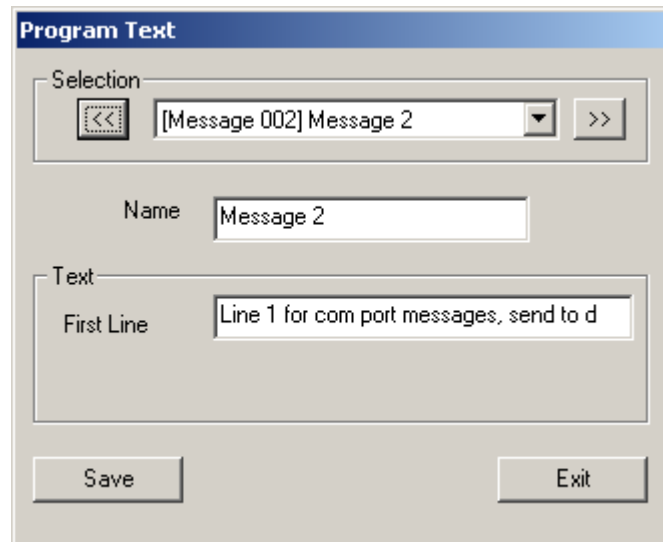 Program Text
Selection
<< [Message 002] Message 2 >>
Name Message 2
Text
First Line Line 1 for com port messages, send to d
Save Exit